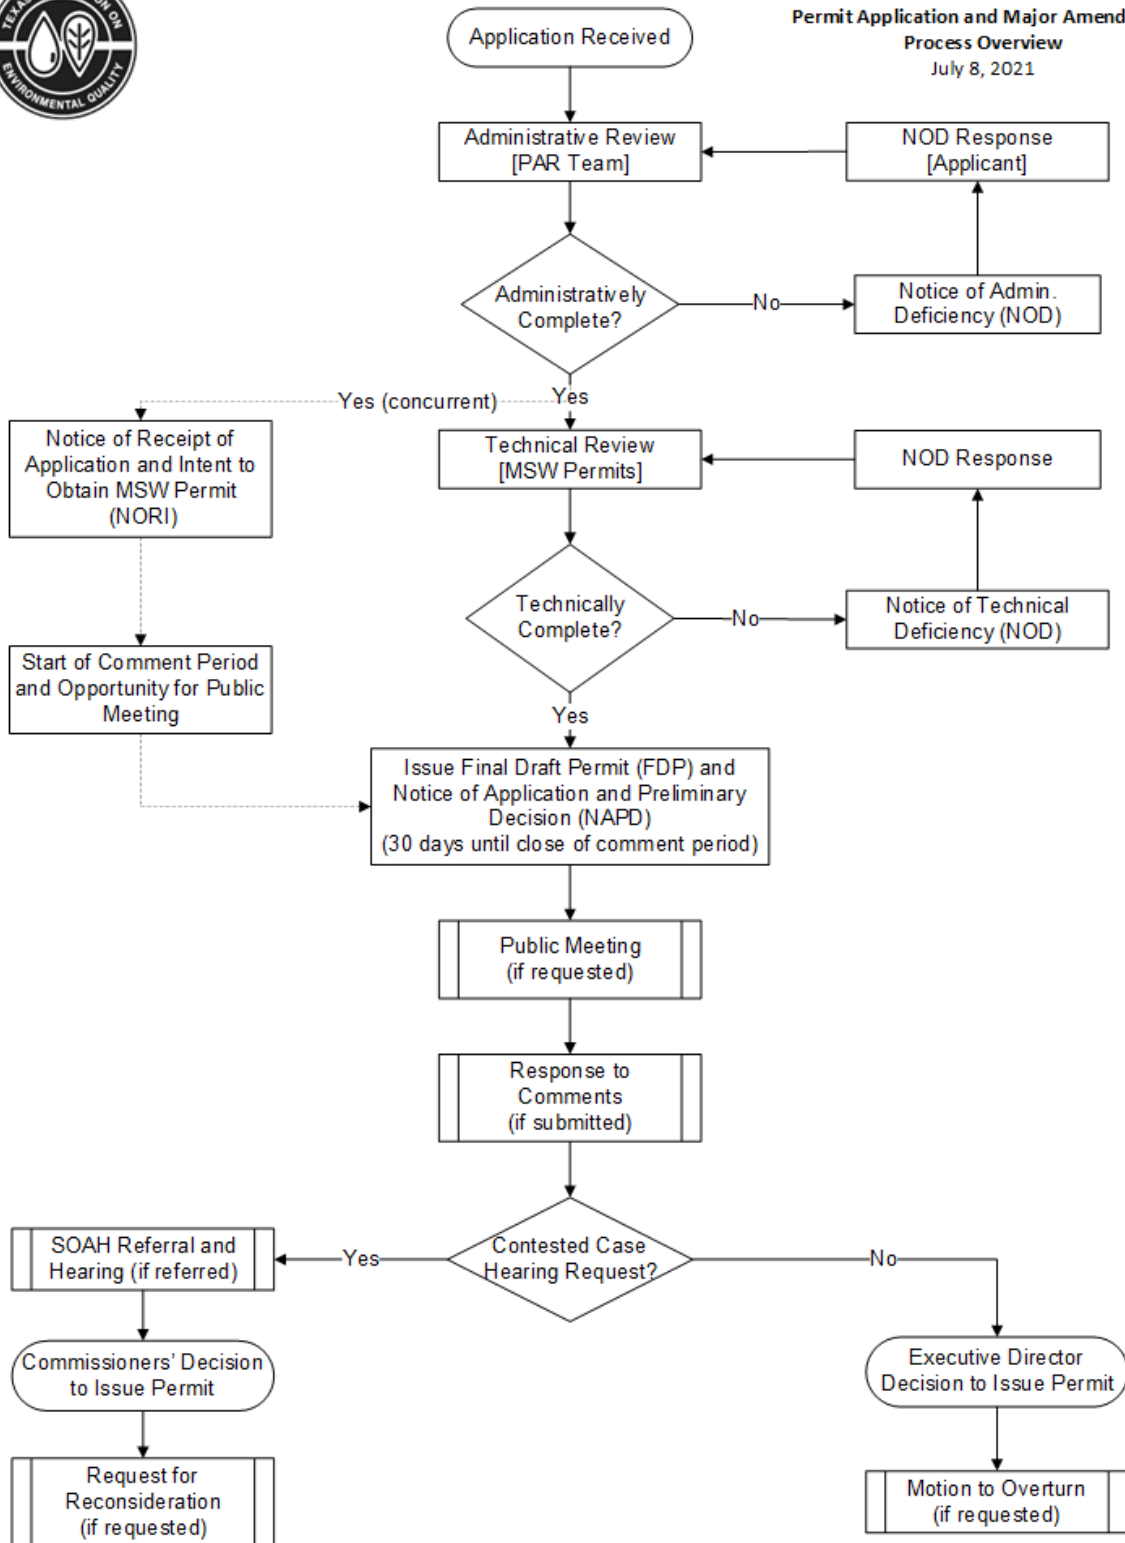 TEXAS
ON ON
ENVIRONMENTAL QUALITY
Permit Application and Major Amend
Process Overview
July 8, 2021
Application Received
Administrative Review
[PAR Team]
NOD Response
[Applicant]
Administratively
Complete?
No
Notice of Admin.
Deficiency (NOD)
Yes (concurrent)
Yes
Notice of Receipt of
Application and Intent to
Obtain MSW Permit
(NORI)
Technical Review
[MSW Permits]
NOD Response
Technically
Complete?
No
Notice of Technical
Deficiency (NOD)
Start of Comment Period
and Opportunity for Public
Meeting
Yes
Issue Final Draft Permit (FDP) and
Notice of Application and Preliminary
Decision (NAPD)
(30 days until close of comment period)
Public Meeting
(if requested)
Response to
Comments
(if submitted)
Contested Case
Hearing Request?
Yes
No
SOAH Referral and
Hearing (if referred)
Commissioners' Decision
to Issue Permit
Executive Director
Decision to Issue Permit
Request for
Reconsideration
(if requested)
Motion to Overturn
(if requested)